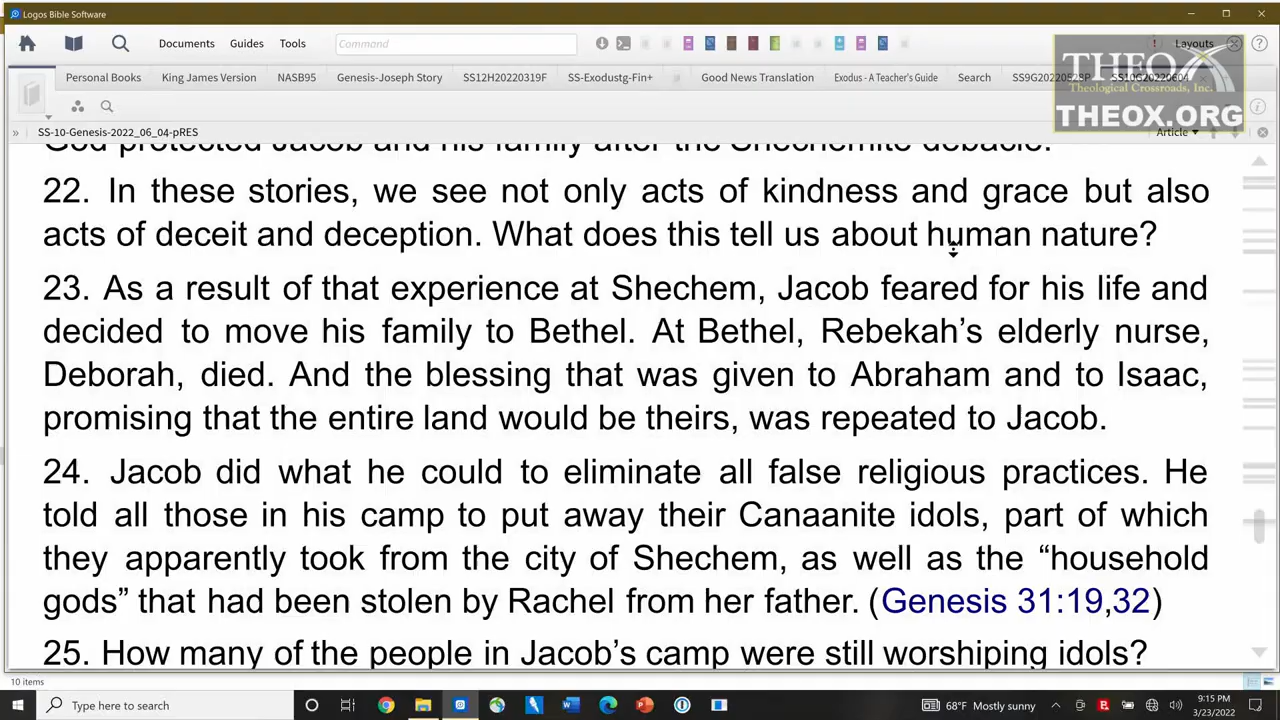 Logos Bible Software
Documents Guides Tools Command Layouts
Personal Books King James Version NASB95 Genesis-Joseph Story SS12H20220319F SS-Exodustg-Fin+ Good News Translation Exodus - A Teacher's Guide Search
THEOX
Theological Crossroads, Inc.
THEOX.ORG
SS-10-Genesis-2022_06_04-pRES Article
God protected Jacob and his family after the Shechemite debacle.
22. In these stories, we see not only acts of kindness and grace but also
acts of deceit and deception. What does this tell us about human nature?
23. As a result of that experience at Shechem, Jacob feared for his life and
decided to move his family to Bethel. At Bethel, Rebekah’s elderly nurse,
Deborah, died. And the blessing that was given to Abraham and to Isaac,
promising that the entire land would be theirs, was repeated to Jacob.
24. Jacob did what he could to eliminate all false religious practices. He
told all those in his camp to put away their Canaanite idols, part of which
they apparently took from the city of Shechem, as well as the “household
gods” that had been stolen by Rachel from her father. (Genesis 31:19,32)
25. How many of the people in Jacob’s camp were still worshiping idols?
10 items
Type here to search 68°F Mostly sunny 9:15 PM
3/23/2022